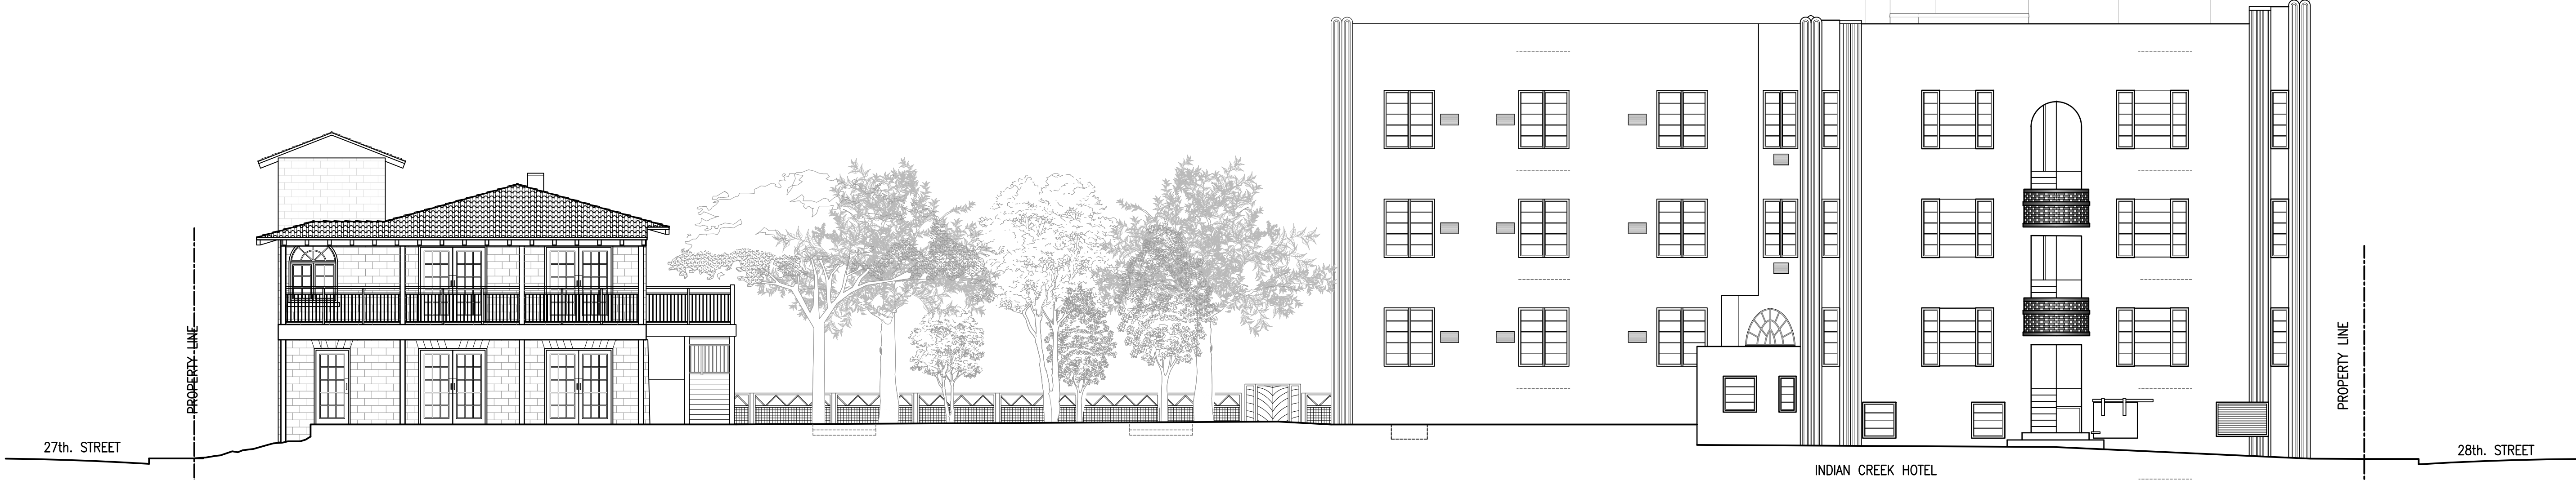 27th. STREET
PROPERTY LINE
INDIAN CREEK HOTEL
PROPERTY LINE
28th. STREET